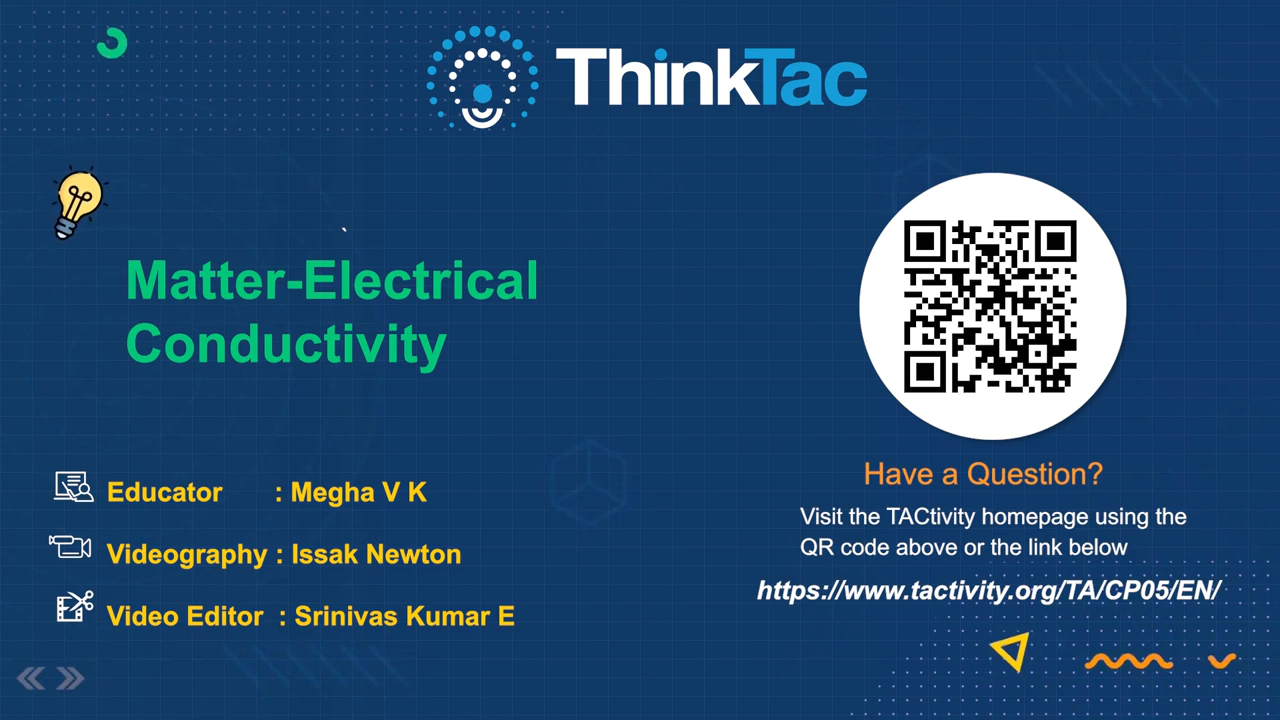 ThinkTac
Matter-Electrical
Conductivity
Educator : Megha V K
Videography : Issak Newton
Video Editor : Srinivas Kumar E
Have a Question?
Visit the TACtivity homepage using the
QR code above or the link below
https://www.tactivity.org/TA/CP05/EN/